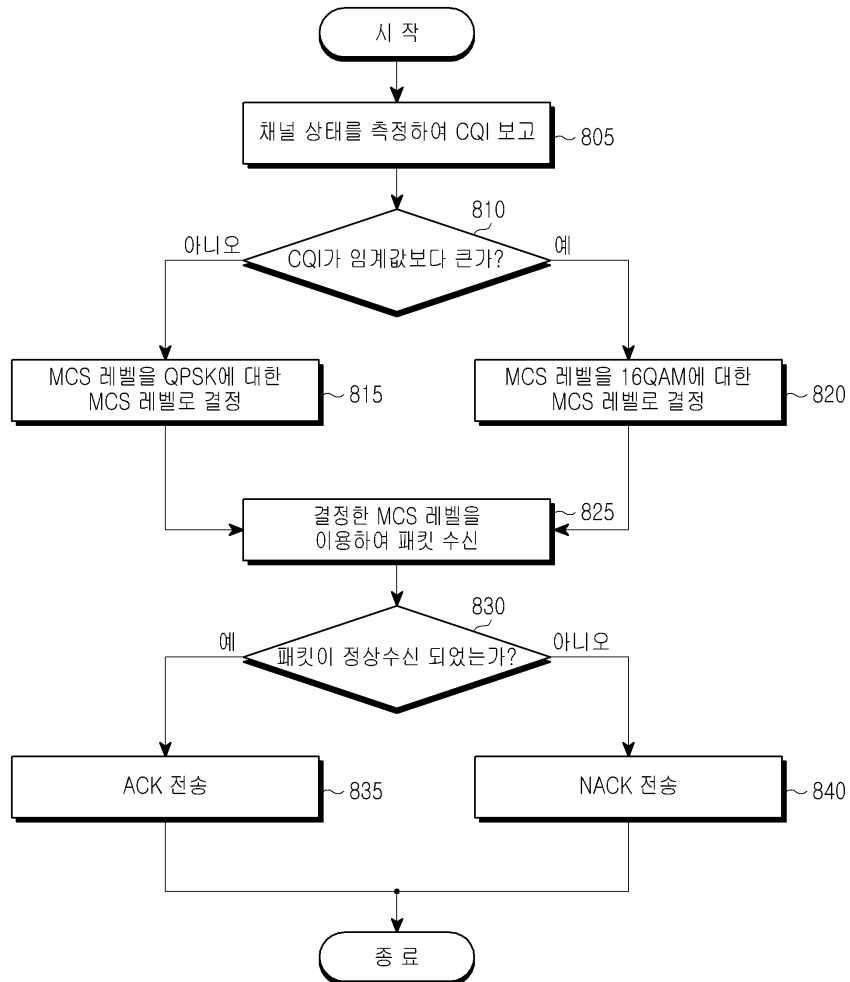 시 작
채널 상태를 측정하여 CQI 보고
805
810
아니오
CQI가 임계값보다 큰가?
예
MCS 레벨을 QPSK에 대한
MCS 레벨로 결정
815
MCS 레벨을 16QAM에 대한
MCS 레벨로 결정
820
결정한 MCS 레벨을
이용하여 패킷 수신
825
830
예
패킷이 정상수신 되었는가?
아니오
ACK 전송
835
NACK 전송
840
종 료